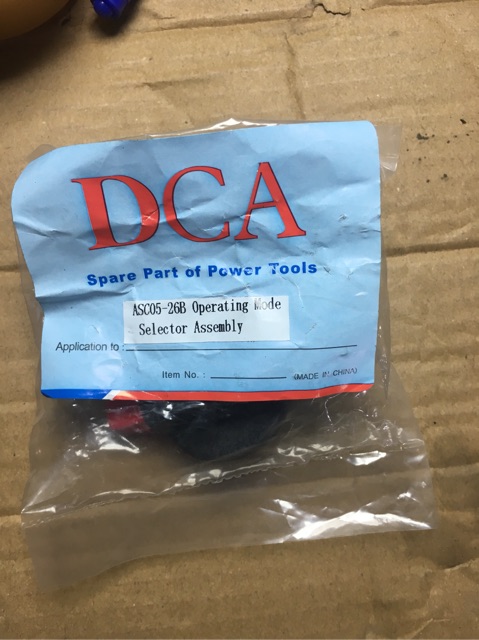 DCA
Spare Part of Power Tools
ASC05-26B Operating Mode
Selector Assembly
Application to :
Item No. : (MADE IN CHINA)